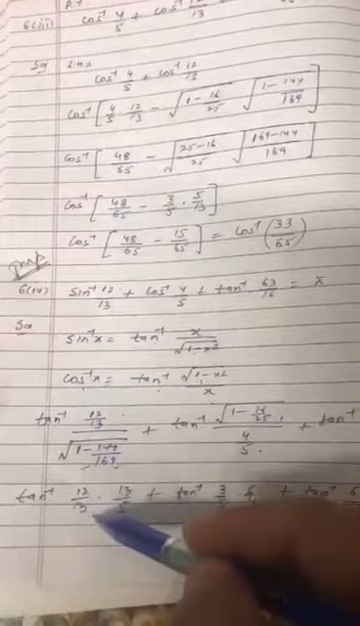 P.T
6(iii) cos⁻¹ 4/5 + cos⁻¹ 12/13
Sol L.H.S
cos⁻¹ 4/5 + cos⁻¹ 12/13
cos⁻¹ [4/5 · 12/13 − √(1 − 16/25) √(1 − 144/169)]
cos⁻¹ [48/65 − √((25−16)/25) √((169−144)/169)]
cos⁻¹ [48/65 − 3/5 · 5/13]
cos⁻¹ [48/65 − 15/65] = cos⁻¹ (33/65)
6(iv) sin⁻¹ 12/13 + cos⁻¹ 4/5 + tan⁻¹ 63/16 = π
Sol
sin⁻¹x = tan⁻¹ x/√(1−x²)
cos⁻¹x = tan⁻¹ √(1−x²)/x
tan⁻¹ (12/13)/√(1 − 144/169) + tan⁻¹ √(1 − 16/25)/(4/5) + tan⁻¹
tan⁻¹ 12/13 · 13/5 + tan⁻¹ 3/ · 5/4 + tan⁻¹ 6